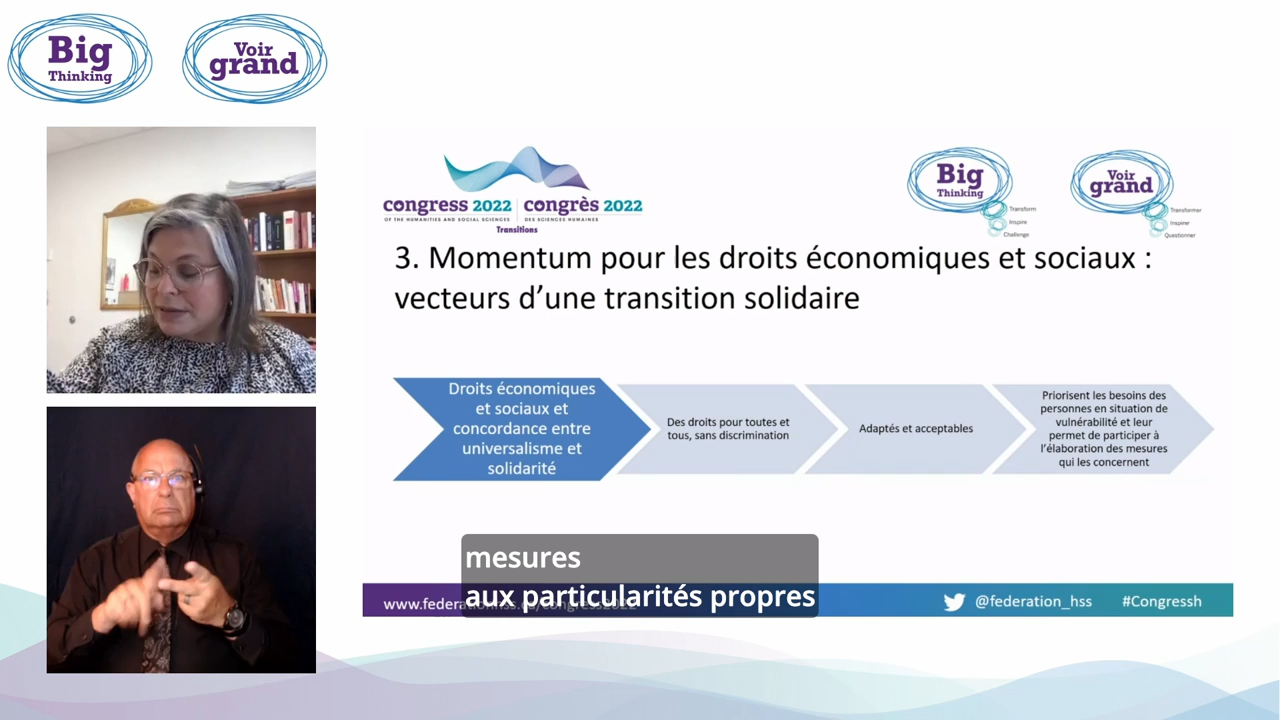 Big
Thinking
Voir
grand
congress 2022 | congrès 2022
OF THE HUMANITIES AND SOCIAL SCIENCES | DES SCIENCES HUMAINES
Transitions
Big
Thinking
Transform
Inspire
Challenge
Voir
grand
Transformer
Inspirer
Questionner
3. Momentum pour les droits économiques et sociaux :
vecteurs d’une transition solidaire
Droits économiques
et sociaux et
concordance entre
universalisme et
solidarité
Des droits pour toutes et
tous, sans discrimination
Adaptés et acceptables
Priorisent les besoins des
personnes en situation de
vulnérabilité et leur
permet de participer à
l’élaboration des mesures
qui les concernent
mesures
aux particularités propres
www.federationhss.ca/congress2022
@federation_hss
#Congressh